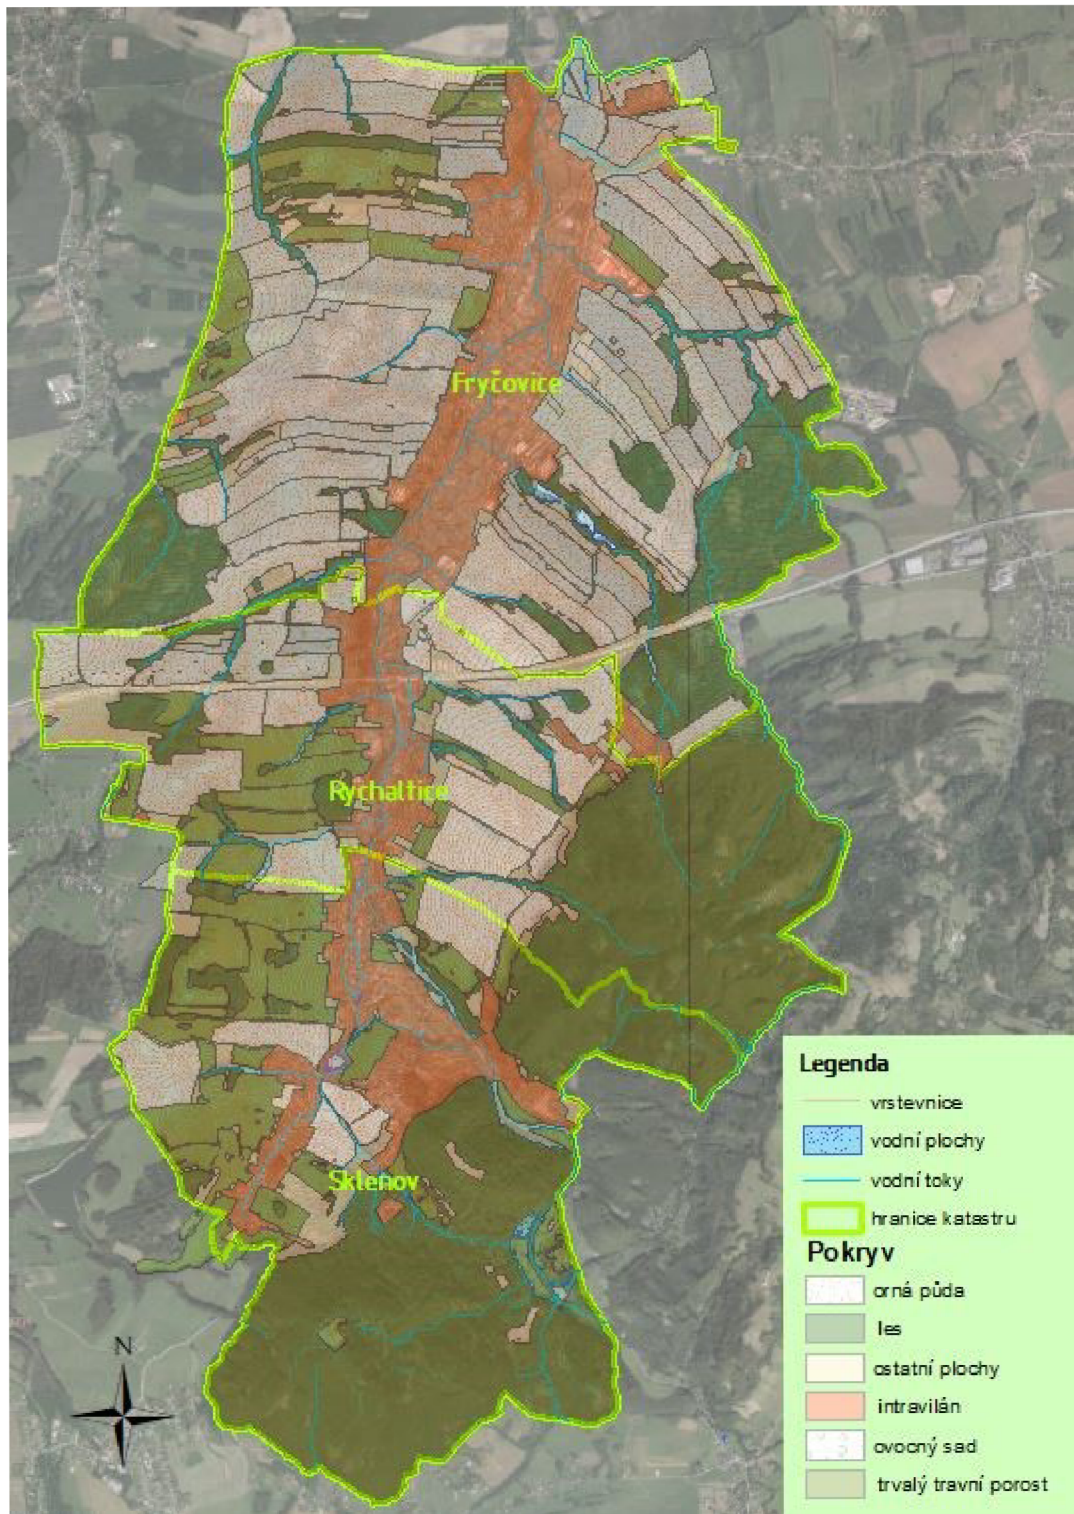 Fryčovice
Rychaltice
Sklenov
N
Legenda
vrstevnice
vodní plochy
vodní toky
hranice katastru
Pokryv
orná půda
les
ostatní plochy
intravilán
ovocný sad
trvalý travní porost